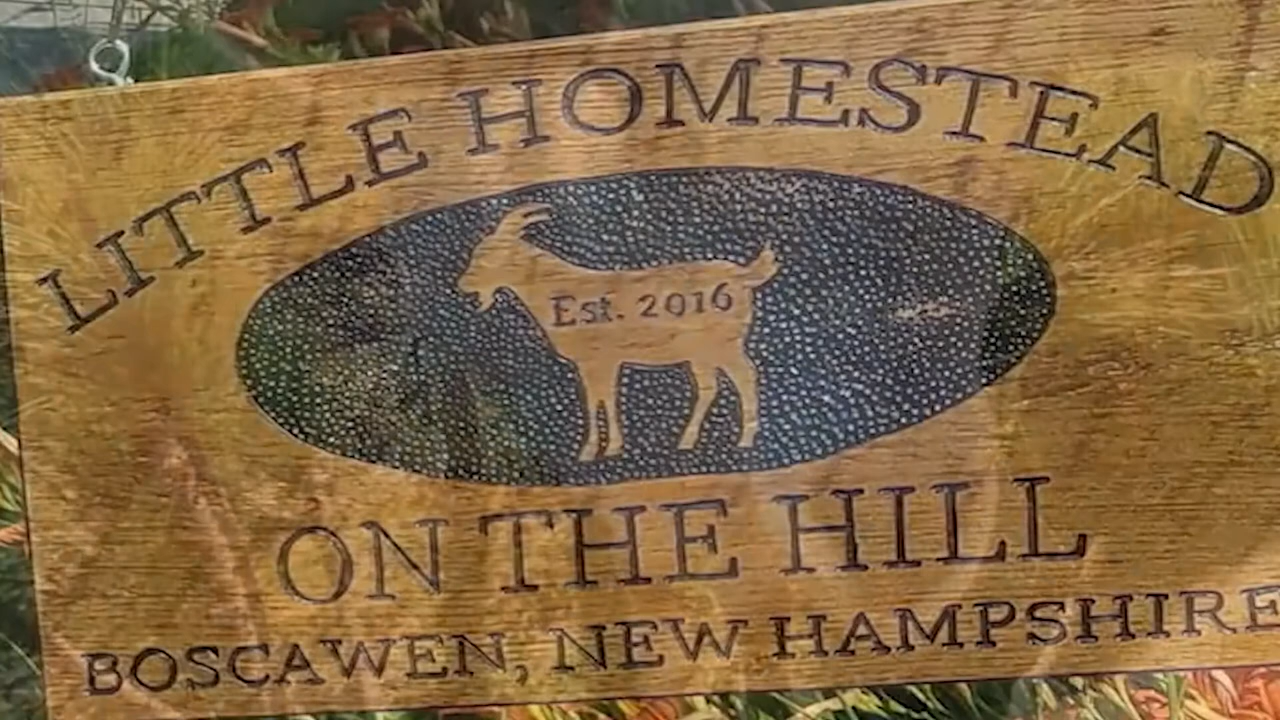 LITTLE HOMESTEAD
Est. 2016
ON THE HILL
BOSCAWEN, NEW HAMPSHIRE